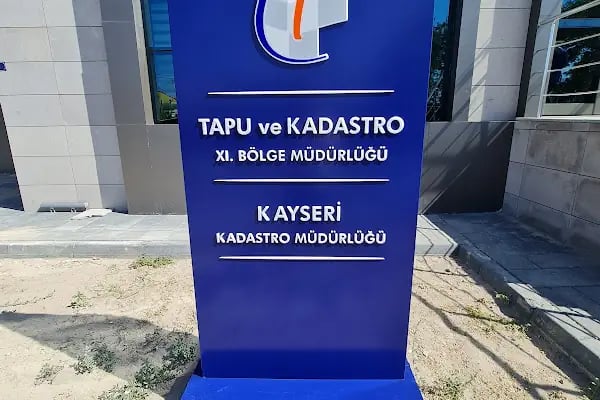 TAPU ve KADASTRO
XI. BÖLGE MÜDÜRLÜĞÜ
KAYSERİ
KADASTRO MÜDÜRLÜĞÜ